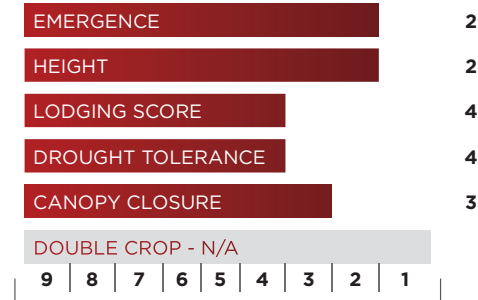 EMERGENCE 2
HEIGHT 2
LODGING SCORE 4
DROUGHT TOLERANCE 4
CANOPY CLOSURE 3
DOUBLE CROP - N/A
9 8 7 6 5 4 3 2 1